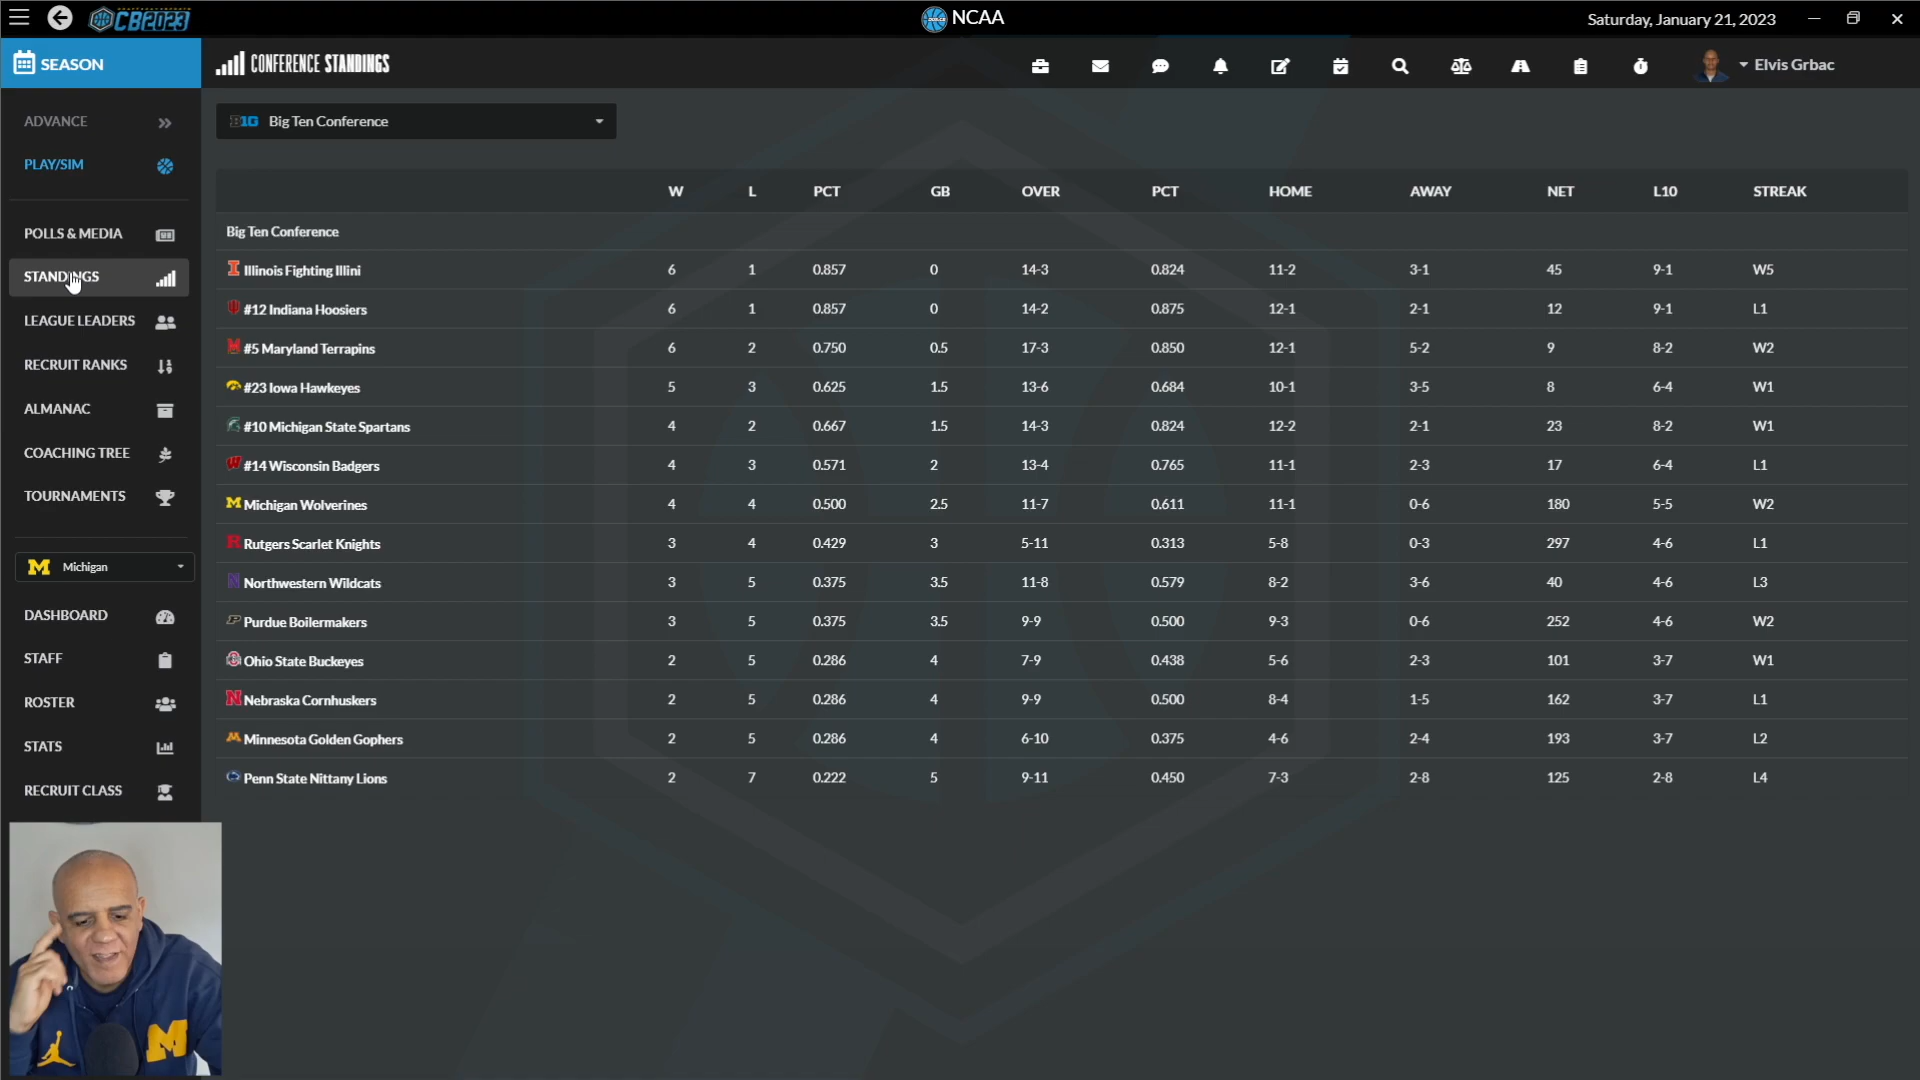 CB2023 NCAA Saturday, January 21, 2023
SEASON CONFERENCE STANDINGS Elvis Grbac
ADVANCE
PLAY/SIM
POLLS & MEDIA
STANDINGS
LEAGUE LEADERS
RECRUIT RANKS
ALMANAC
COACHING TREE
TOURNAMENTS
M Michigan
DASHBOARD
STAFF
ROSTER
STATS
RECRUIT CLASS
B1G Big Ten Conference
W L PCT GB OVER PCT HOME AWAY NET L10 STREAK
Big Ten Conference
Illinois Fighting Illini 6 1 0.857 0 14-3 0.824 11-2 3-1 45 9-1 W5
#12 Indiana Hoosiers 6 1 0.857 0 14-2 0.875 12-1 2-1 12 9-1 L1
#5 Maryland Terrapins 6 2 0.750 0.5 17-3 0.850 12-1 5-2 9 8-2 W2
#23 Iowa Hawkeyes 5 3 0.625 1.5 13-6 0.684 10-1 3-5 8 6-4 W1
#10 Michigan State Spartans 4 2 0.667 1.5 14-3 0.824 12-2 2-1 23 8-2 W1
#14 Wisconsin Badgers 4 3 0.571 2 13-4 0.765 11-1 2-3 17 6-4 L1
Michigan Wolverines 4 4 0.500 2.5 11-7 0.611 11-1 0-6 180 5-5 W2
Rutgers Scarlet Knights 3 4 0.429 3 5-11 0.313 5-8 0-3 297 4-6 L1
Northwestern Wildcats 3 5 0.375 3.5 11-8 0.579 8-2 3-6 40 4-6 L3
Purdue Boilermakers 3 5 0.375 3.5 9-9 0.500 9-3 0-6 252 4-6 W2
Ohio State Buckeyes 2 5 0.286 4 7-9 0.438 5-6 2-3 101 3-7 W1
Nebraska Cornhuskers 2 5 0.286 4 9-9 0.500 8-4 1-5 162 3-7 L1
Minnesota Golden Gophers 2 5 0.286 4 6-10 0.375 4-6 2-4 193 3-7 L2
Penn State Nittany Lions 2 7 0.222 5 9-11 0.450 7-3 2-8 125 2-8 L4
M